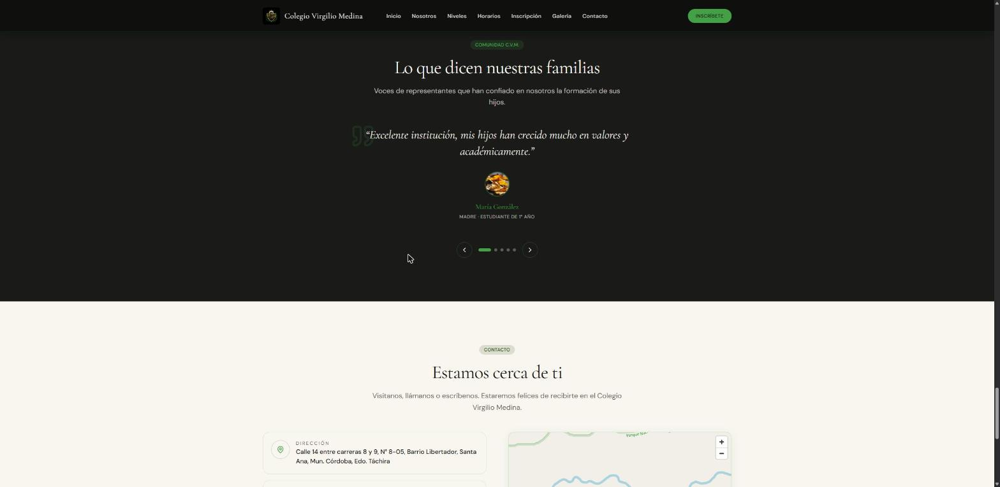 Colegio Virgilio Medina
Inicio
Nosotros
Niveles
Horarios
Inscripción
Galería
Contacto
INSCRÍBETE
COMUNIDAD C.V.M.
Lo que dicen nuestras familias
Voces de representantes que han confiado en nosotros la formación de sus
hijos.
“Excelente institución, mis hijos han crecido mucho en valores y
académicamente.”
María González
MADRE · ESTUDIANTE DE 1° AÑO
CONTACTO
Estamos cerca de ti
Visítanos, llámanos o escríbenos. Estaremos felices de recibirte en el Colegio
Virgilio Medina.
DIRECCIÓN
Calle 14 entre carreras 8 y 9, N° 8-05, Barrio Libertador, Santa
Ana, Mun. Córdoba, Edo. Táchira
Parque Nac
+
−